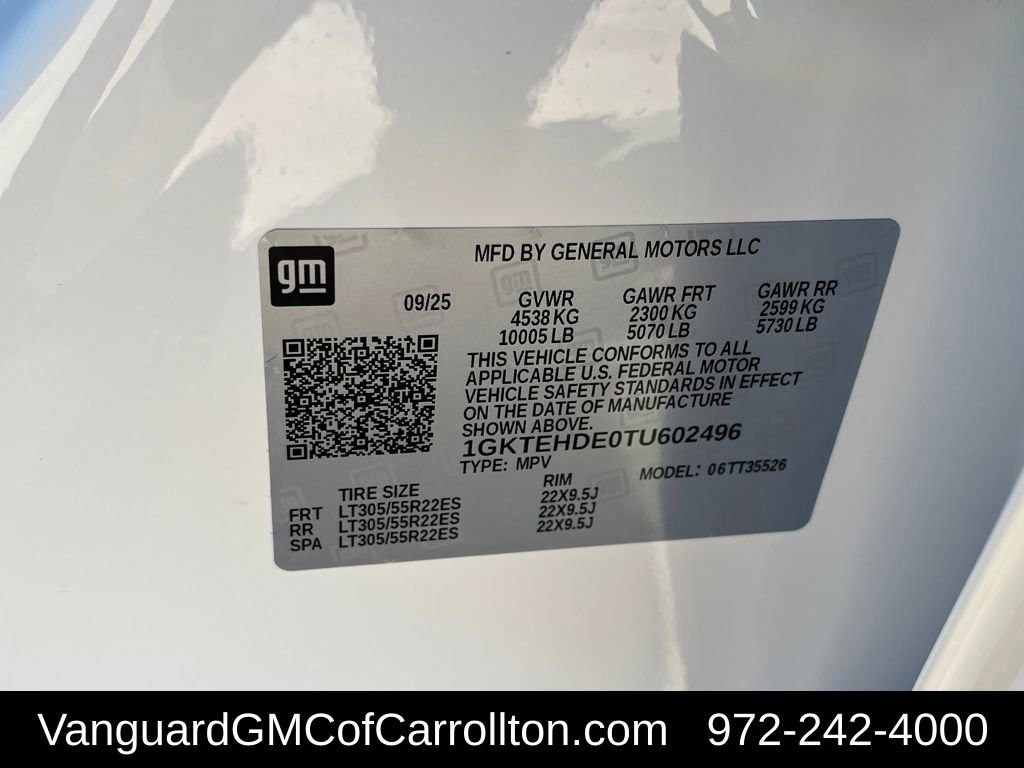 gm
MFD BY GENERAL MOTORS LLC
09/25 GVWR GAWR FRT GAWR RR
4538 KG 2300 KG 2599 KG
10005 LB 5070 LB 5730 LB
THIS VEHICLE CONFORMS TO ALL
APPLICABLE U.S. FEDERAL MOTOR
VEHICLE SAFETY STANDARDS IN EFFECT
ON THE DATE OF MANUFACTURE
SHOWN ABOVE.
1GKTEHDE0TU602496
TYPE: MPV MODEL: 06TT35526
TIRE SIZE RIM
FRT LT305/55R22ES 22X9.5J
RR LT305/55R22ES 22X9.5J
SPA LT305/55R22ES 22X9.5J
VanguardGMCofCarrollton.com 972-242-4000